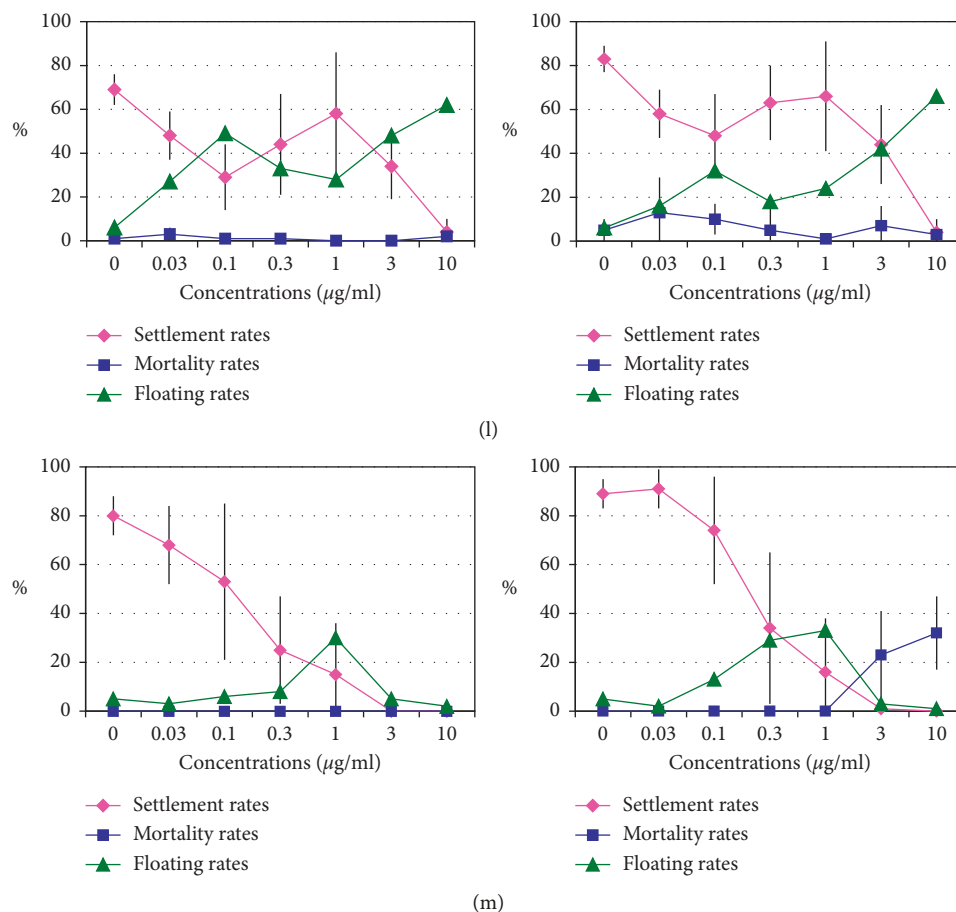 100
80
60
%
40
20
0
0 0.03 0.1 0.3 1 3 10
Concentrations (µg/ml)
Settlement rates
Mortality rates
Floating rates
100
80
60
%
40
20
0
0 0.03 0.1 0.3 1 3 10
Concentrations (µg/ml)
Settlement rates
Mortality rates
Floating rates
(l)
100
80
60
%
40
20
0
0 0.03 0.1 0.3 1 3 10
Concentrations (µg/ml)
Settlement rates
Mortality rates
Floating rates
100
80
60
%
40
20
0
0 0.03 0.1 0.3 1 3 10
Concentrations (µg/ml)
Settlement rates
Mortality rates
Floating rates
(m)